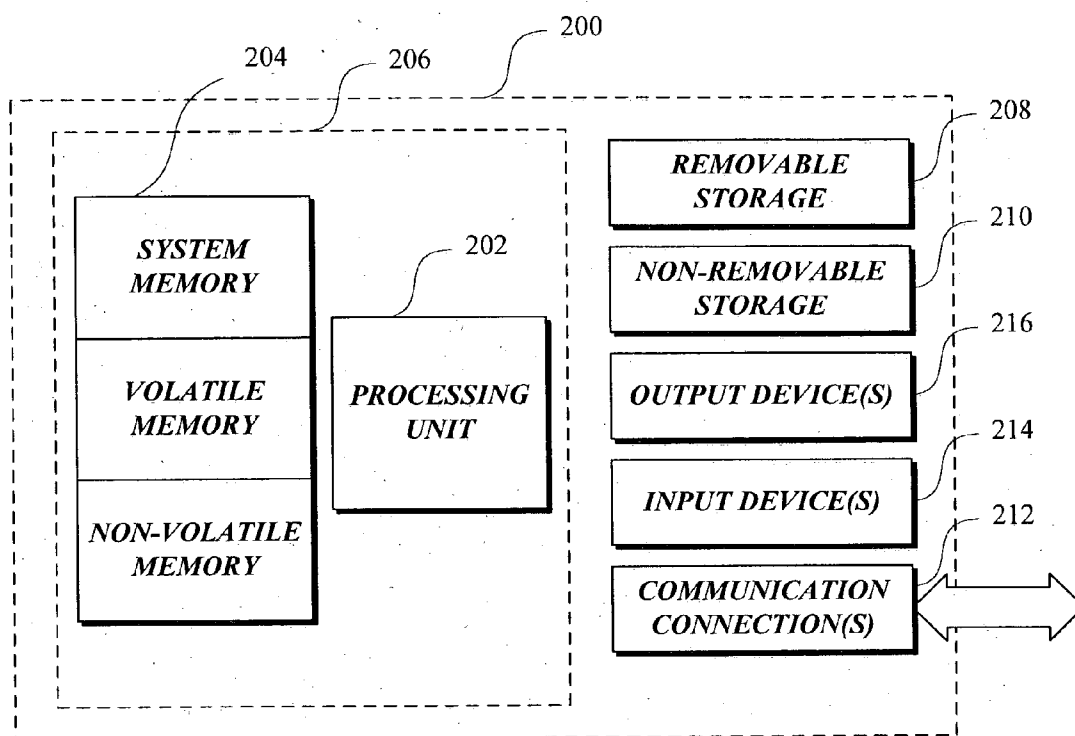 200
204
206
208
REMOVABLE
STORAGE
210
SYSTEM
MEMORY
202
NON-REMOVABLE
STORAGE
216
VOLATILE
MEMORY
PROCESSING
UNIT
OUTPUT DEVICE(S)
214
INPUT DEVICE(S)
212
NON-VOLATILE
MEMORY
COMMUNICATION
CONNECTION(S)